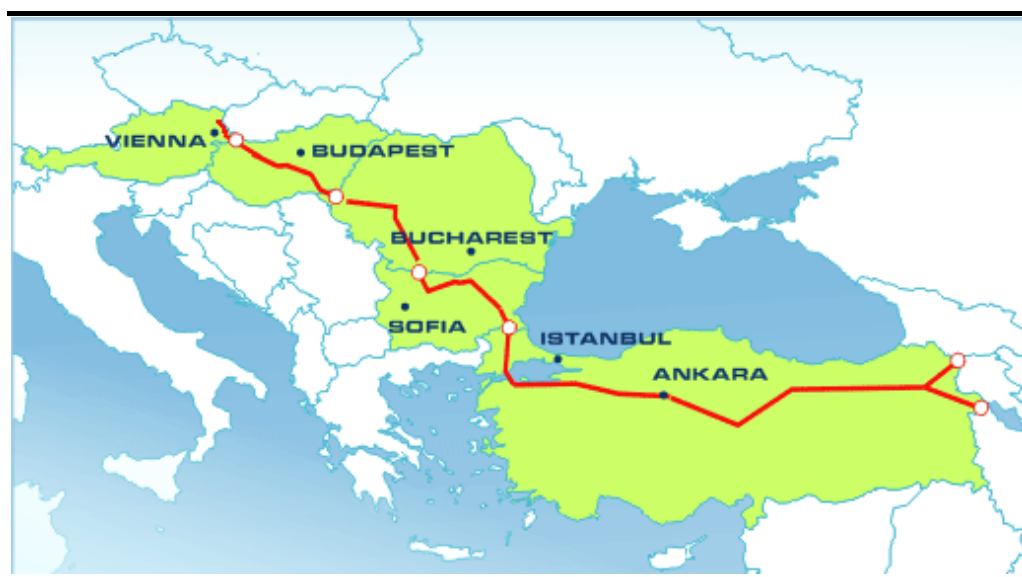 VIENNA
BUDAPEST
BUCHAREST
SOFIA
ISTANBUL
ANKARA